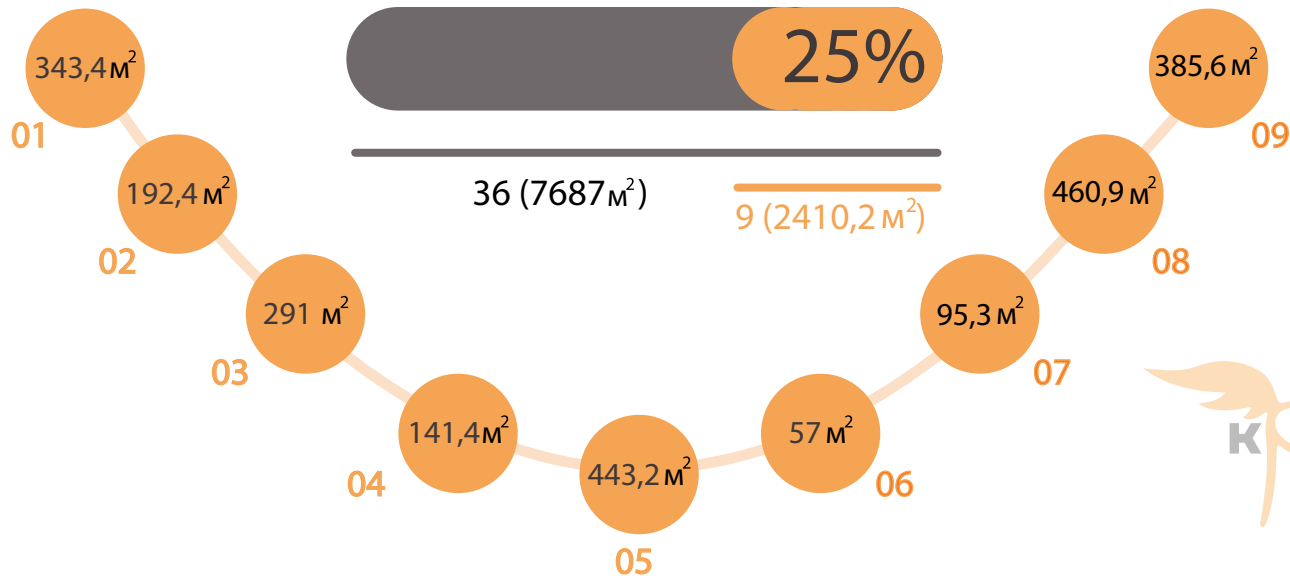 343,4 м²
01
192,4 м²
02
291 м²
03
141,4 м²
04
443,2 м²
05
57 м²
06
95,3 м²
07
460,9 м²
08
385,6 м²
09
25%
36 (7687 м²)
9 (2410,2 м²)
К